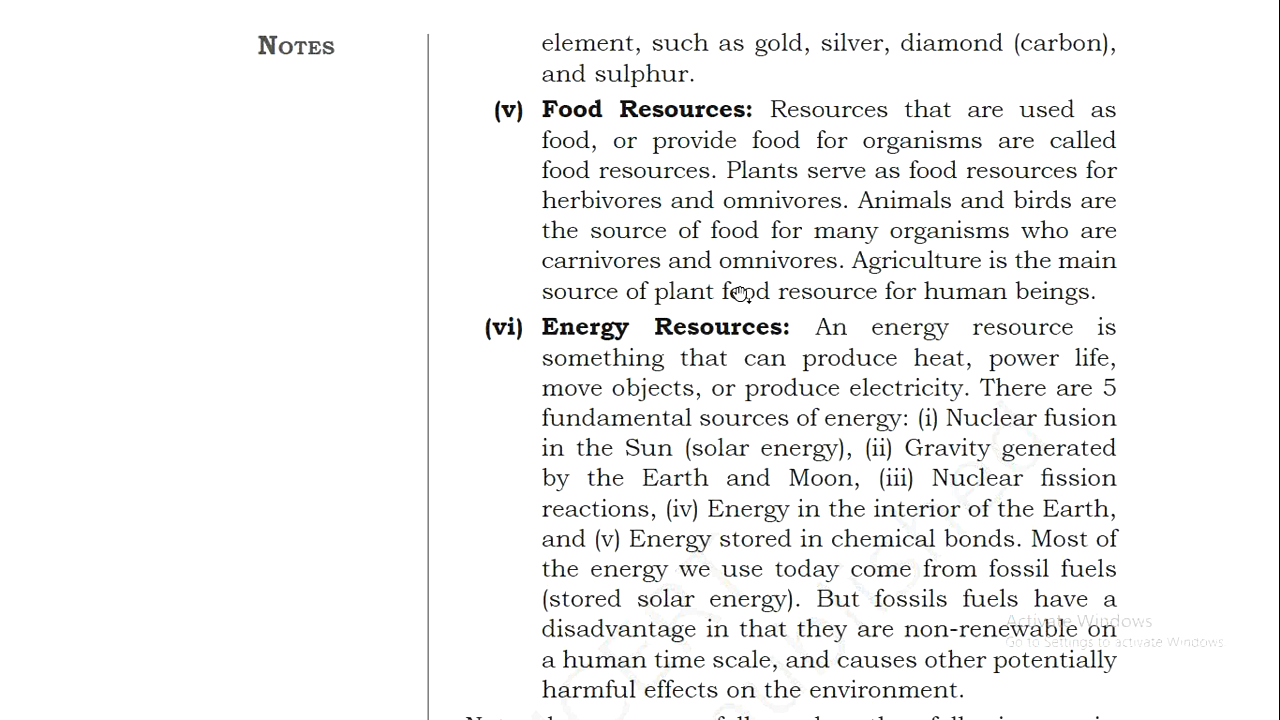 NOTES
element, such as gold, silver, diamond (carbon),
and sulphur.
(v) Food Resources: Resources that are used as
food, or provide food for organisms are called
food resources. Plants serve as food resources for
herbivores and omnivores. Animals and birds are
the source of food for many organisms who are
carnivores and omnivores. Agriculture is the main
source of plant food resource for human beings.
(vi) Energy Resources: An energy resource is
something that can produce heat, power life,
move objects, or produce electricity. There are 5
fundamental sources of energy: (i) Nuclear fusion
in the Sun (solar energy), (ii) Gravity generated
by the Earth and Moon, (iii) Nuclear fission
reactions, (iv) Energy in the interior of the Earth,
and (v) Energy stored in chemical bonds. Most of
the energy we use today come from fossil fuels
(stored solar energy). But fossils fuels have a
disadvantage in that they are non-renewable on
a human time scale, and causes other potentially
harmful effects on the environment.
Activate Windows
Go to Settings to activate Windows